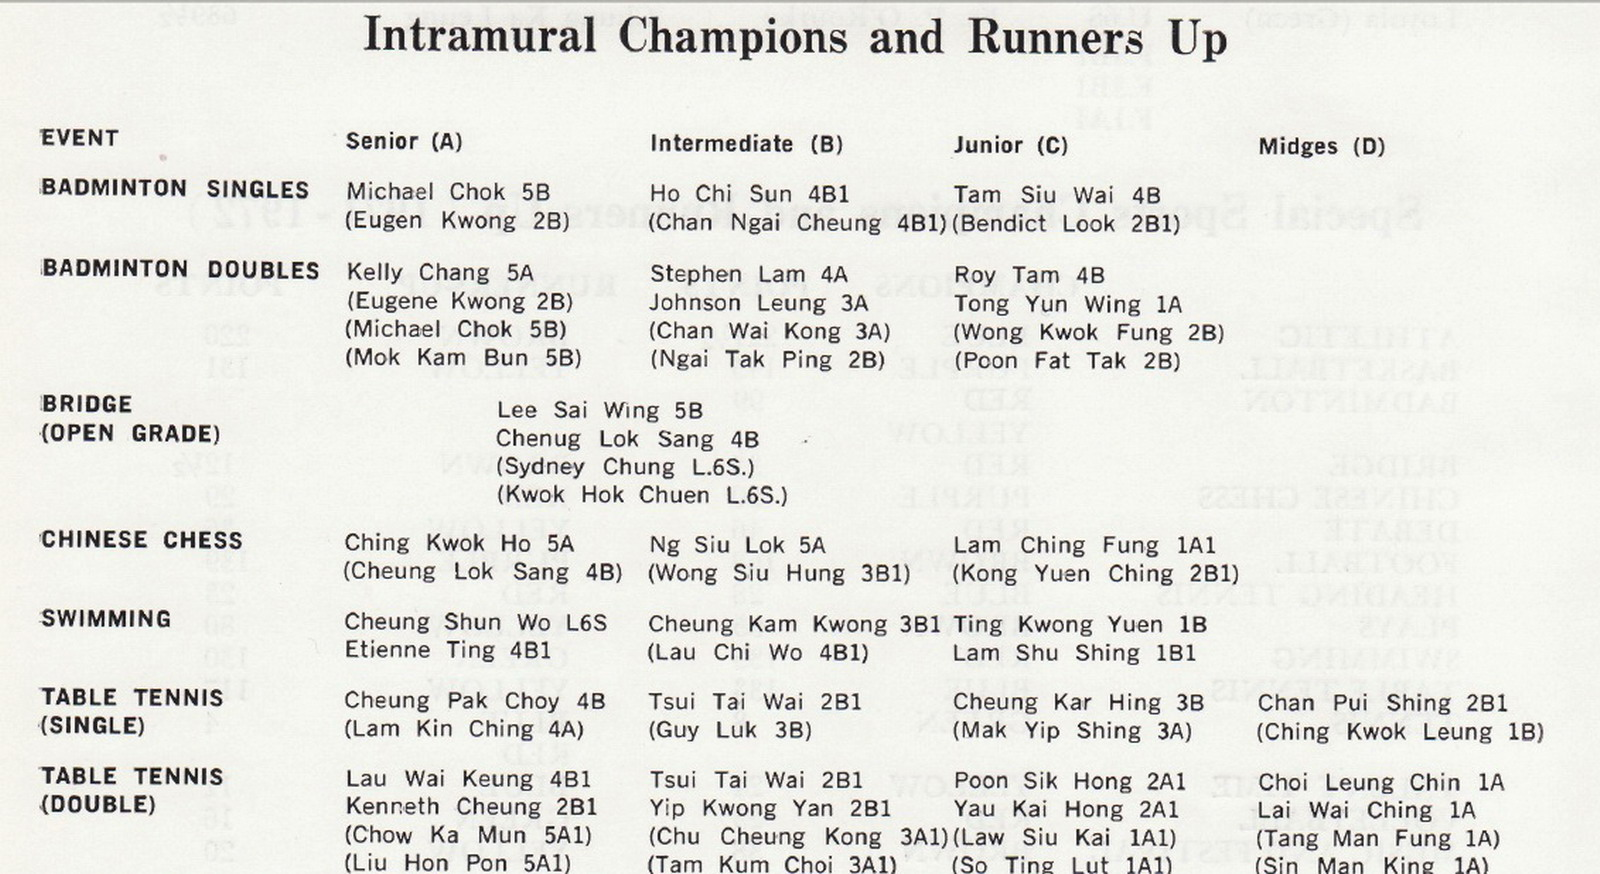 Intramural Champions and Runners Up
EVENT Senior (A) Intermediate (B) Junior (C) Midges (D)
BADMINTON SINGLES Michael Chok 5B Ho Chi Sun 4B1 Tam Siu Wai 4B
(Eugen Kwong 2B) (Chan Ngai Cheung 4B1) (Bendict Look 2B1)
BADMINTON DOUBLES Kelly Chang 5A Stephen Lam 4A Roy Tam 4B
(Eugene Kwong 2B) Johnson Leung 3A Tong Yun Wing 1A
(Michael Chok 5B) (Chan Wai Kong 3A) (Wong Kwok Fung 2B)
(Mok Kam Bun 5B) (Ngai Tak Ping 2B) (Poon Fat Tak 2B)
BRIDGE Lee Sai Wing 5B
(OPEN GRADE) Chenug Lok Sang 4B
(Sydney Chung L.6S.)
(Kwok Hok Chuen L.6S.)
CHINESE CHESS Ching Kwok Ho 5A Ng Siu Lok 5A Lam Ching Fung 1A1
(Cheung Lok Sang 4B) (Wong Siu Hung 3B1) (Kong Yuen Ching 2B1)
SWIMMING Cheung Shun Wo L6S Cheung Kam Kwong 3B1 Ting Kwong Yuen 1B
Etienne Ting 4B1 (Lau Chi Wo 4B1) Lam Shu Shing 1B1
TABLE TENNIS Cheung Pak Choy 4B Tsui Tai Wai 2B1 Cheung Kar Hing 3B Chan Pui Shing 2B1
(SINGLE) (Lam Kin Ching 4A) (Guy Luk 3B) (Mak Yip Shing 3A) (Ching Kwok Leung 1B)
TABLE TENNIS Lau Wai Keung 4B1 Tsui Tai Wai 2B1 Poon Sik Hong 2A1 Choi Leung Chin 1A
(DOUBLE) Kenneth Cheung 2B1 Yip Kwong Yan 2B1 Yau Kai Hong 2A1 Lai Wai Ching 1A
(Chow Ka Mun 5A1) (Chu Cheung Kong 3A1) (Law Siu Kai 1A1) (Tang Man Fung 1A)
(Liu Hon Pon 5A1) (Tam Kum Choi 3A1) (So Ting Lut 1A1) (Sin Man King 1A)